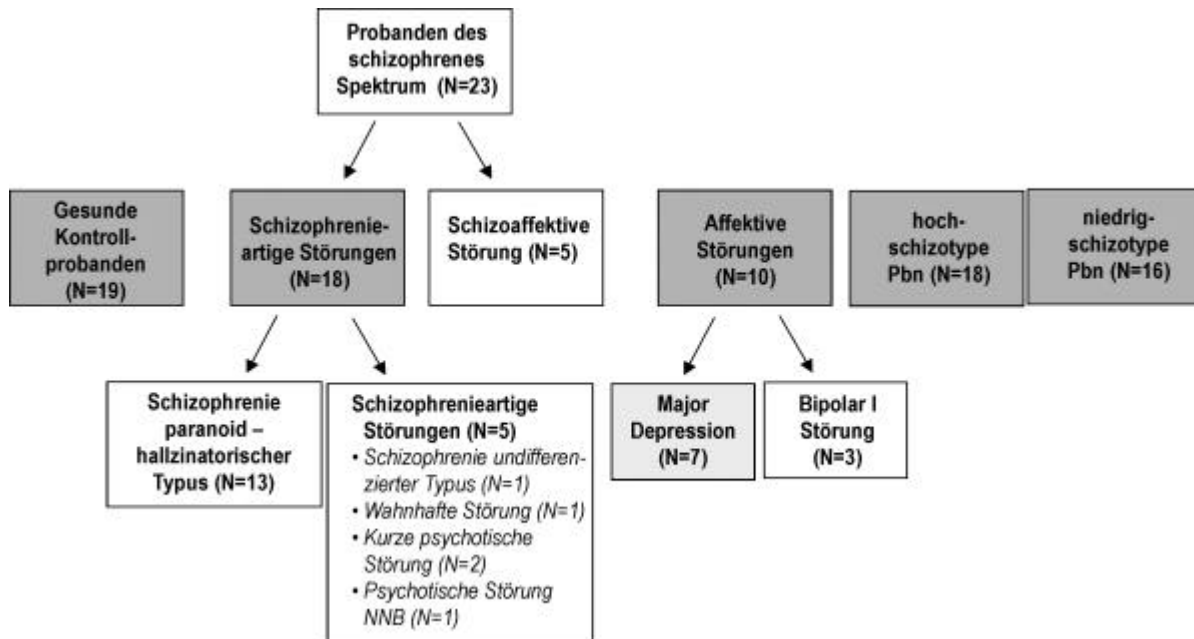 Probanden des
schizophrenes
Spektrum (N=23)
Gesunde
Kontroll-
probanden
(N=19)
Schizophrenie-
artige Störungen
(N=18)
Schizoaffektive
Störung (N=5)
Affektive
Störungen
(N=10)
hoch-
schizotype
Pbn (N=18)
niedrig-
schizotype
Pbn (N=16)
Schizophrenie
paranoid –
hallzinatorischer
Typus (N=13)
Schizophrenieartige
Störungen (N=5)
• Schizophrenie undifferen-
zierter Typus (N=1)
• Wahnhafte Störung (N=1)
• Kurze psychotische
Störung (N=2)
• Psychotische Störung
NNB (N=1)
Major
Depression
(N=7)
Bipolar I
Störung
(N=3)